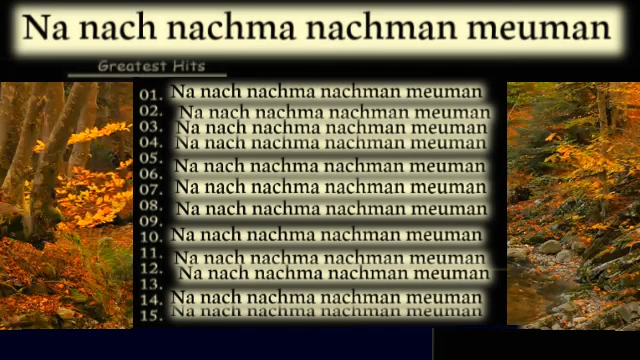 Na nach nachma nachman meuman
Greatest Hits
01. Na nach nachma nachman meuman
02. Na nach nachma nachman meuman
03. Na nach nachma nachman meuman
04. Na nach nachma nachman meuman
05.
06. Na nach nachma nachman meuman
07. Na nach nachma nachman meuman
08. Na nach nachma nachman meuman
09.
10. Na nach nachma nachman meuman
11. Na nach nachma nachman meuman
12. Na nach nachma nachman meuman
13.
14. Na nach nachma nachman meuman
15. Na nach nachma nachman meuman